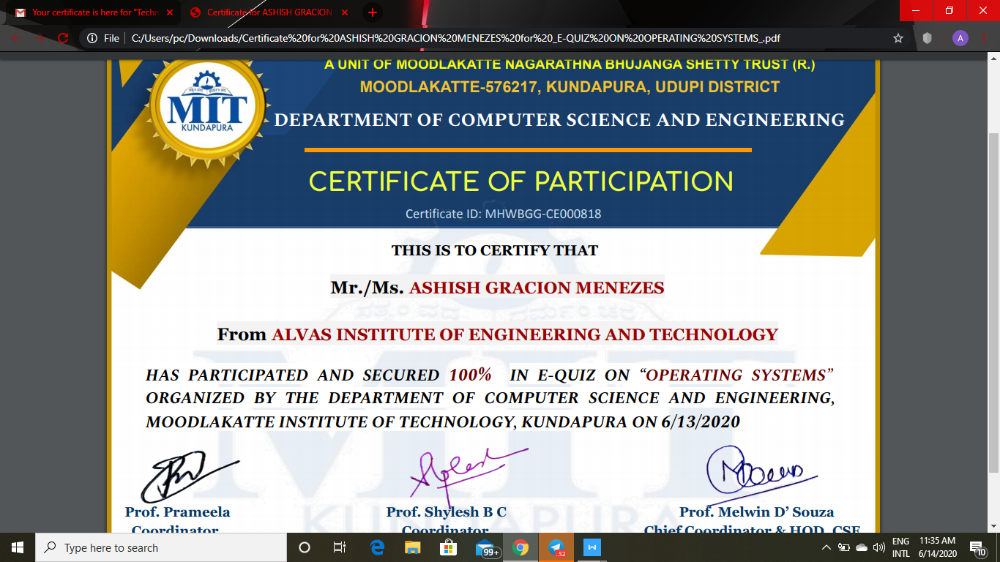 Your certificate is here for "Techn
Certificate for ASHISH GRACION
File
C:/Users/pc/Downloads/Certificate%20for%20ASHISH%20GRACION%20MENEZES%20for%20_E-QUIZ%20ON%20OPERATING%20SYSTEMS_.pdf
A
A UNIT OF MOODLAKATTE NAGARATHNA BHUJANGA SHETTY TRUST (R.)
MOODLAKATTE-576217, KUNDAPURA, UDUPI DISTRICT
MIT
KUNDAPURA
DEPARTMENT OF COMPUTER SCIENCE AND ENGINEERING
CERTIFICATE OF PARTICIPATION
Certificate ID: MHWBGG-CE000818
THIS IS TO CERTIFY THAT
Mr./Ms. ASHISH GRACION MENEZES
From ALVAS INSTITUTE OF ENGINEERING AND TECHNOLOGY
HAS PARTICIPATED AND SECURED 100% IN E-QUIZ ON “OPERATING SYSTEMS”
ORGANIZED BY THE DEPARTMENT OF COMPUTER SCIENCE AND ENGINEERING,
MOODLAKATTE INSTITUTE OF TECHNOLOGY, KUNDAPURA ON 6/13/2020
MIT
KUNDAPURA
Prof. Prameela
Coordinator
Prof. Shylesh B C
Coordinator
Prof. Melwin D’ Souza
Chief Coordinator & HOD, CSE
Type here to search
99+
52
W
ENG
INTL
11:35 AM
6/14/2020
10